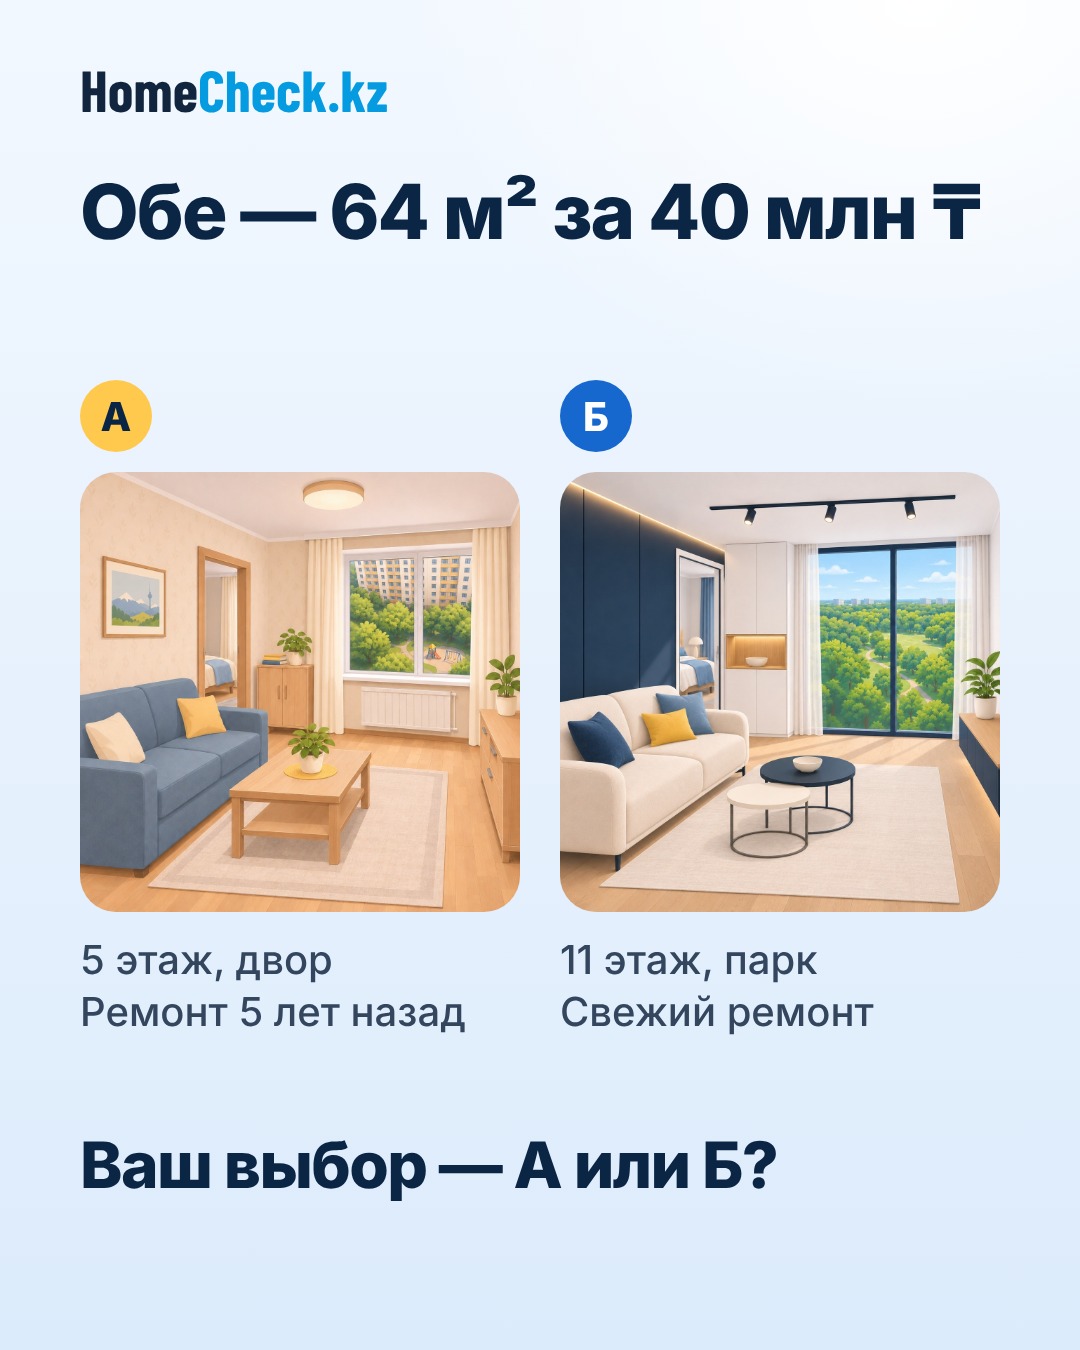 HomeCheck.kz
Обе — 64 м² за 40 млн ₸
А
Б
5 этаж, двор
Ремонт 5 лет назад
11 этаж, парк
Свежий ремонт
Ваш выбор — А или Б?